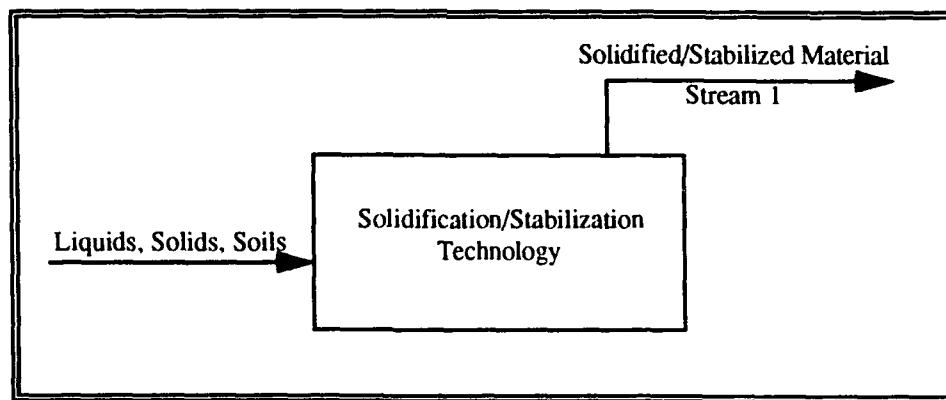 Solidified/Stabilized Material
Stream 1
Solidification/Stabilization
Technology
Liquids, Solids, Soils